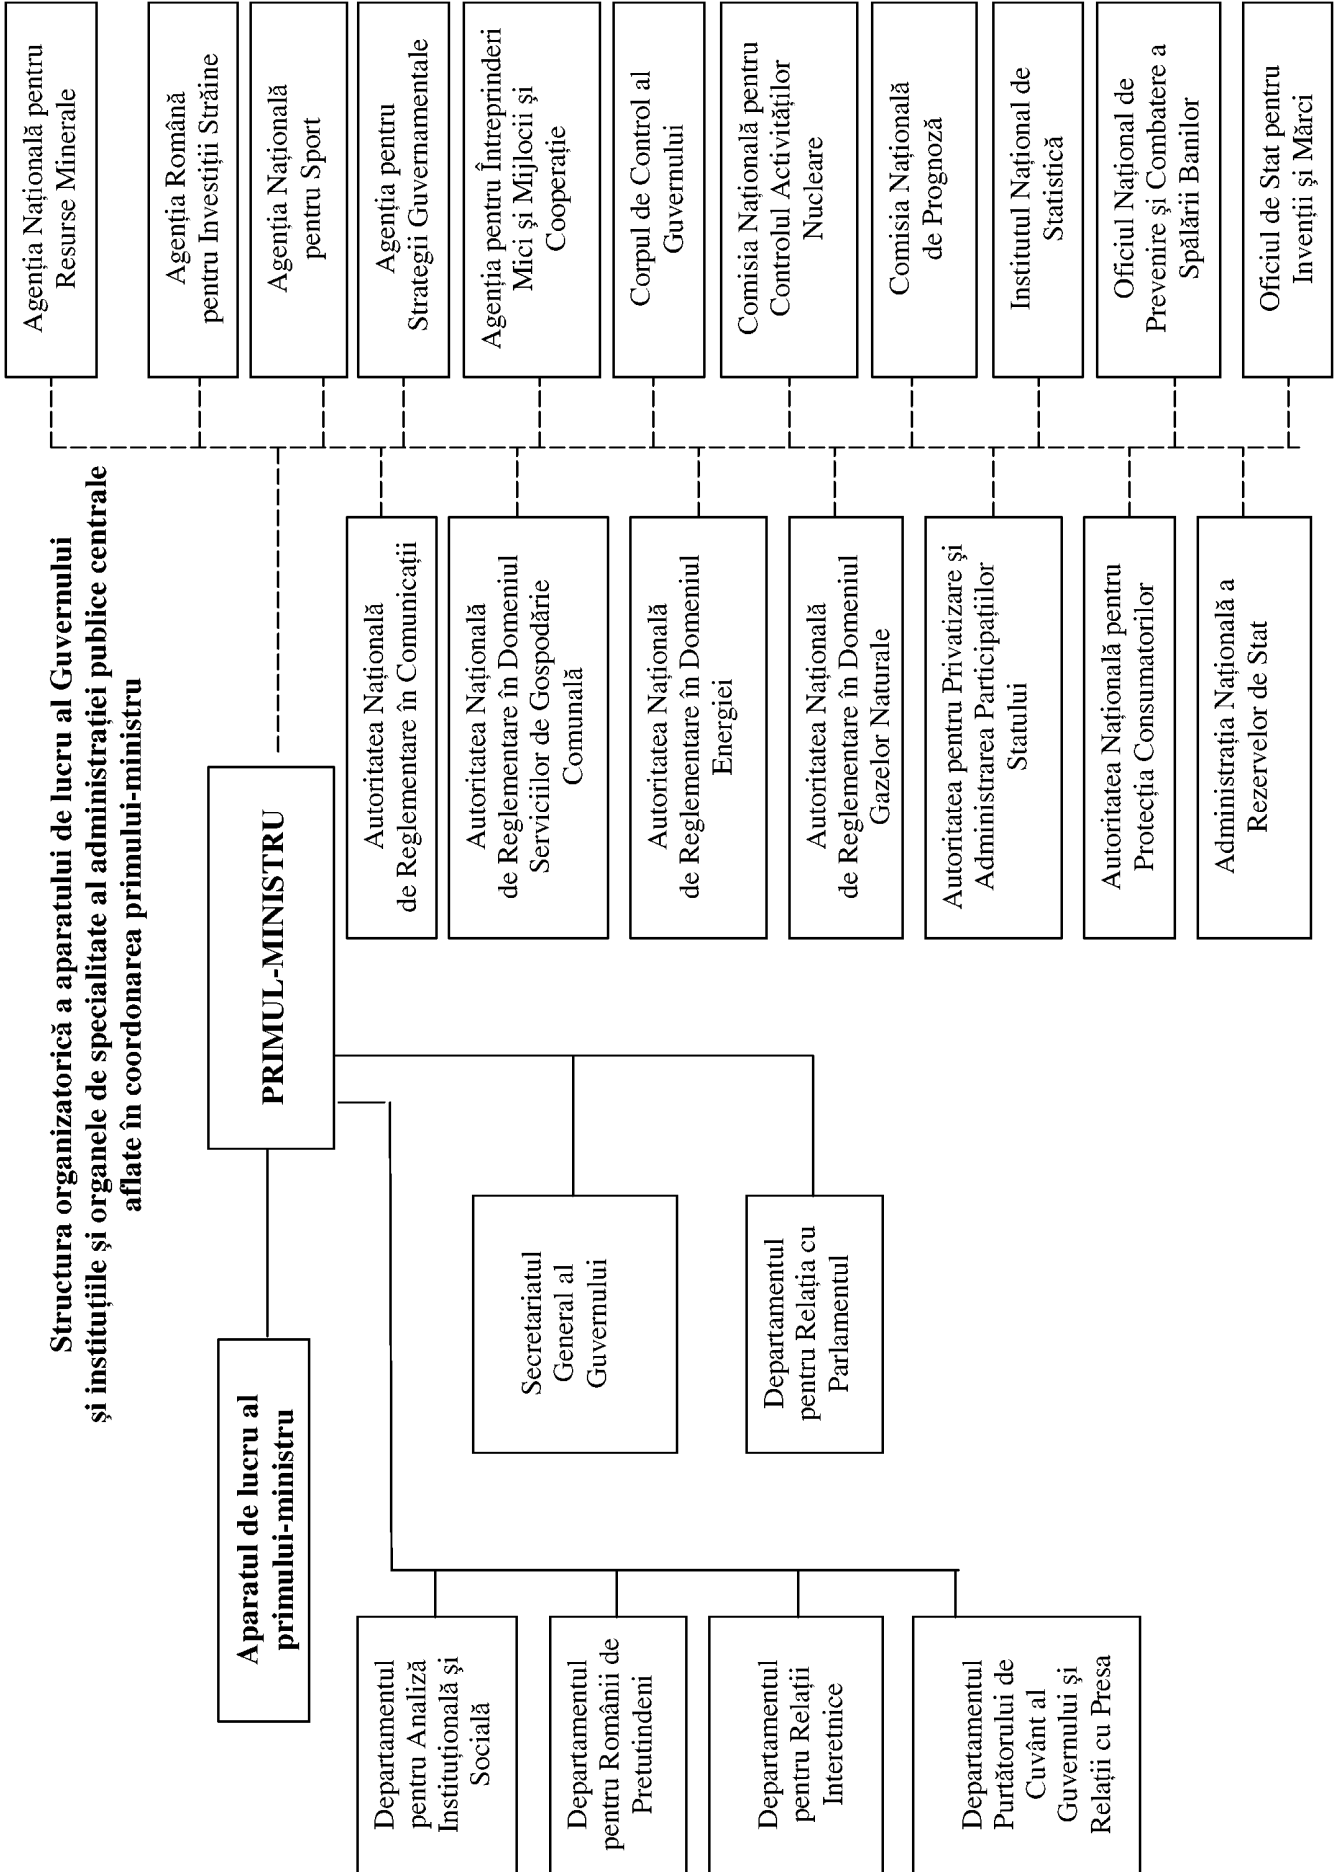 Structura organizatorică a aparatului de lucru al Guvernului
şi instituţiile şi organele de specialitate al administraţiei publice centrale
aflate în coordonarea primului-ministru
PRIMUL-MINISTRU
Aparatul de lucru al
primului-ministru
Departamentul
pentru Analiză
Instituţională şi
Socială
Departamentul
pentru Românii de
Pretutindeni
Departamentul
pentru Relaţii
Interetnice
Departamentul
Purtătorului de
Cuvânt al
Guvernului şi
Relaţii cu Presa
Secretariatul
General al
Guvernului
Departamentul
pentru Relaţia cu
Parlamentul
Autoritatea Naţională
de Reglementare în Comunicaţii
Autoritatea Naţională
de Reglementare în Domeniul
Serviciilor de Gospodărie
Comunală
Autoritatea Naţională
de Reglementare în Domeniul
Energiei
Autoritatea Naţională
de Reglementare în Domeniul
Gazelor Naturale
Autoritatea pentru Privatizare şi
Administrarea Participaţiilor
Statului
Autoritatea Naţională pentru
Protecţia Consumatorilor
Administraţia Naţională a
Rezervelor de Stat
Agenţia Naţională pentru
Resurse Minerale
Agenţia Română
pentru Investiţii Străine
Agenţia Naţională
pentru Sport
Agenţia pentru
Strategii Guvernamentale
Agenţia pentru Întreprinderi
Mici şi Mijlocii şi
Cooperaţie
Corpul de Control al
Guvernului
Comisia Naţională pentru
Controlul Activităţilor
Nucleare
Comisia Naţională
de Prognoză
Institutul Naţional de
Statistică
Oficiul Naţional de
Prevenire şi Combatere a
Spălării Banilor
Oficiul de Stat pentru
Invenţii şi Mărci